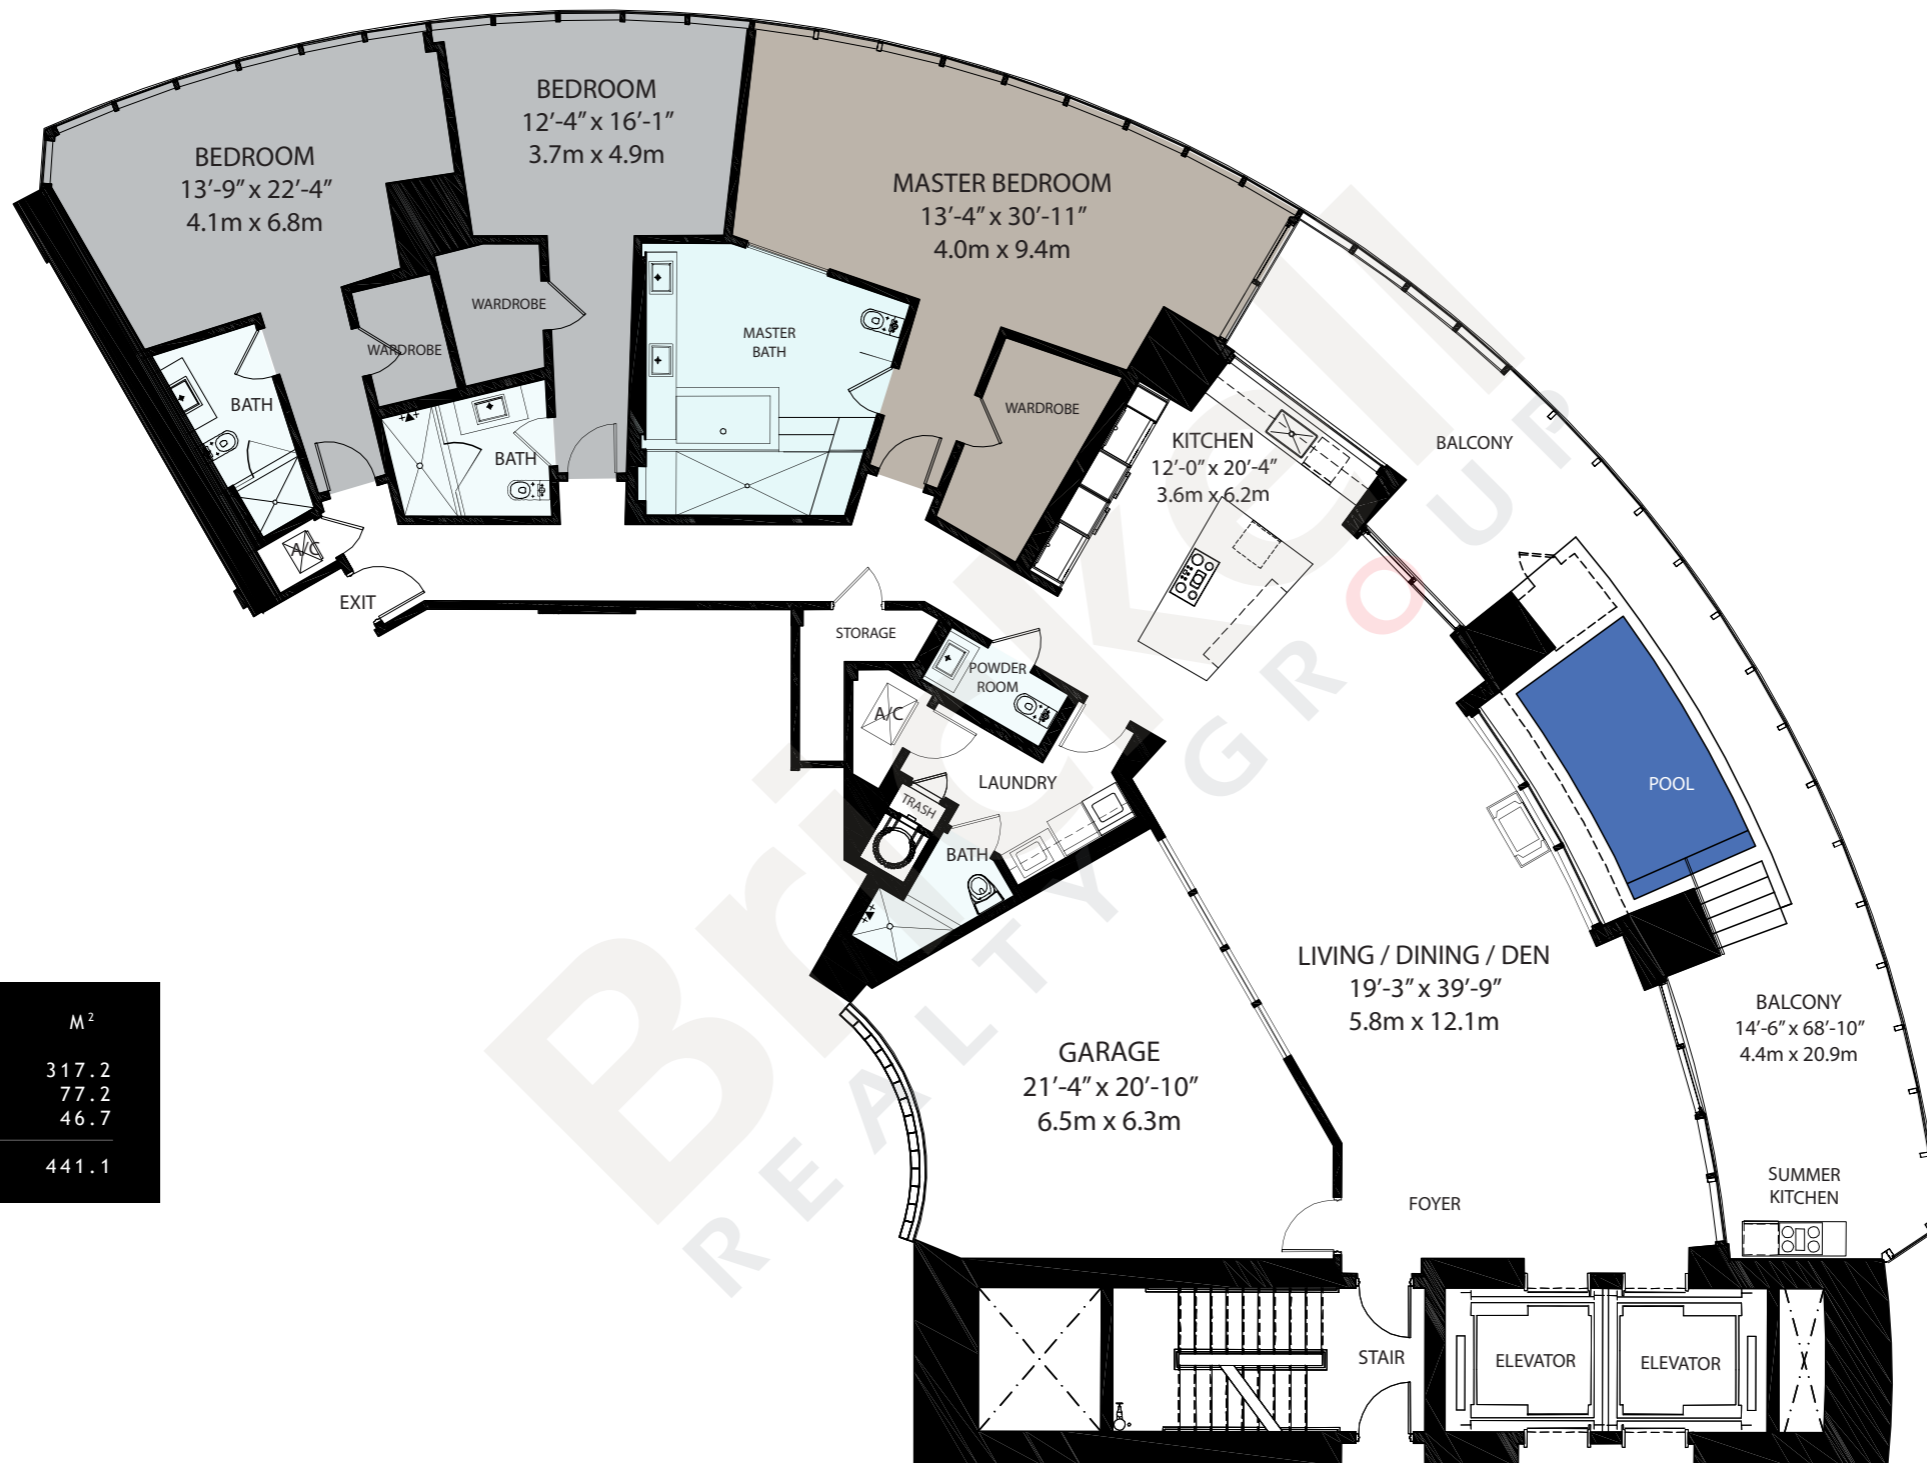 BEDROOM
12'-4" x 16'-1"
3.7m x 4.9m
BEDROOM
13'-9" x 22'-4"
4.1m x 6.8m
MASTER BEDROOM
13'-4" x 30'-11"
4.0m x 9.4m
WARDROBE
WARDROBE
MASTER
BATH
BATH
BATH
WARDROBE
KITCHEN
12'-0" x 20'-4"
3.6m x 6.2m
BALCONY
A/C
EXIT
STORAGE
POWDER
ROOM
A/C
LAUNDRY
TRASH
BATH
POOL
LIVING / DINING / DEN
19'-3" x 39'-9"
5.8m x 12.1m
BALCONY
14'-6" x 68'-10"
4.4m x 20.9m
GARAGE
21'-4" x 20'-10"
6.5m x 6.3m
M²
317.2
77.2
46.7
441.1
FOYER
SUMMER
KITCHEN
STAIR
ELEVATOR
ELEVATOR
Brickell
REALTY GROUP